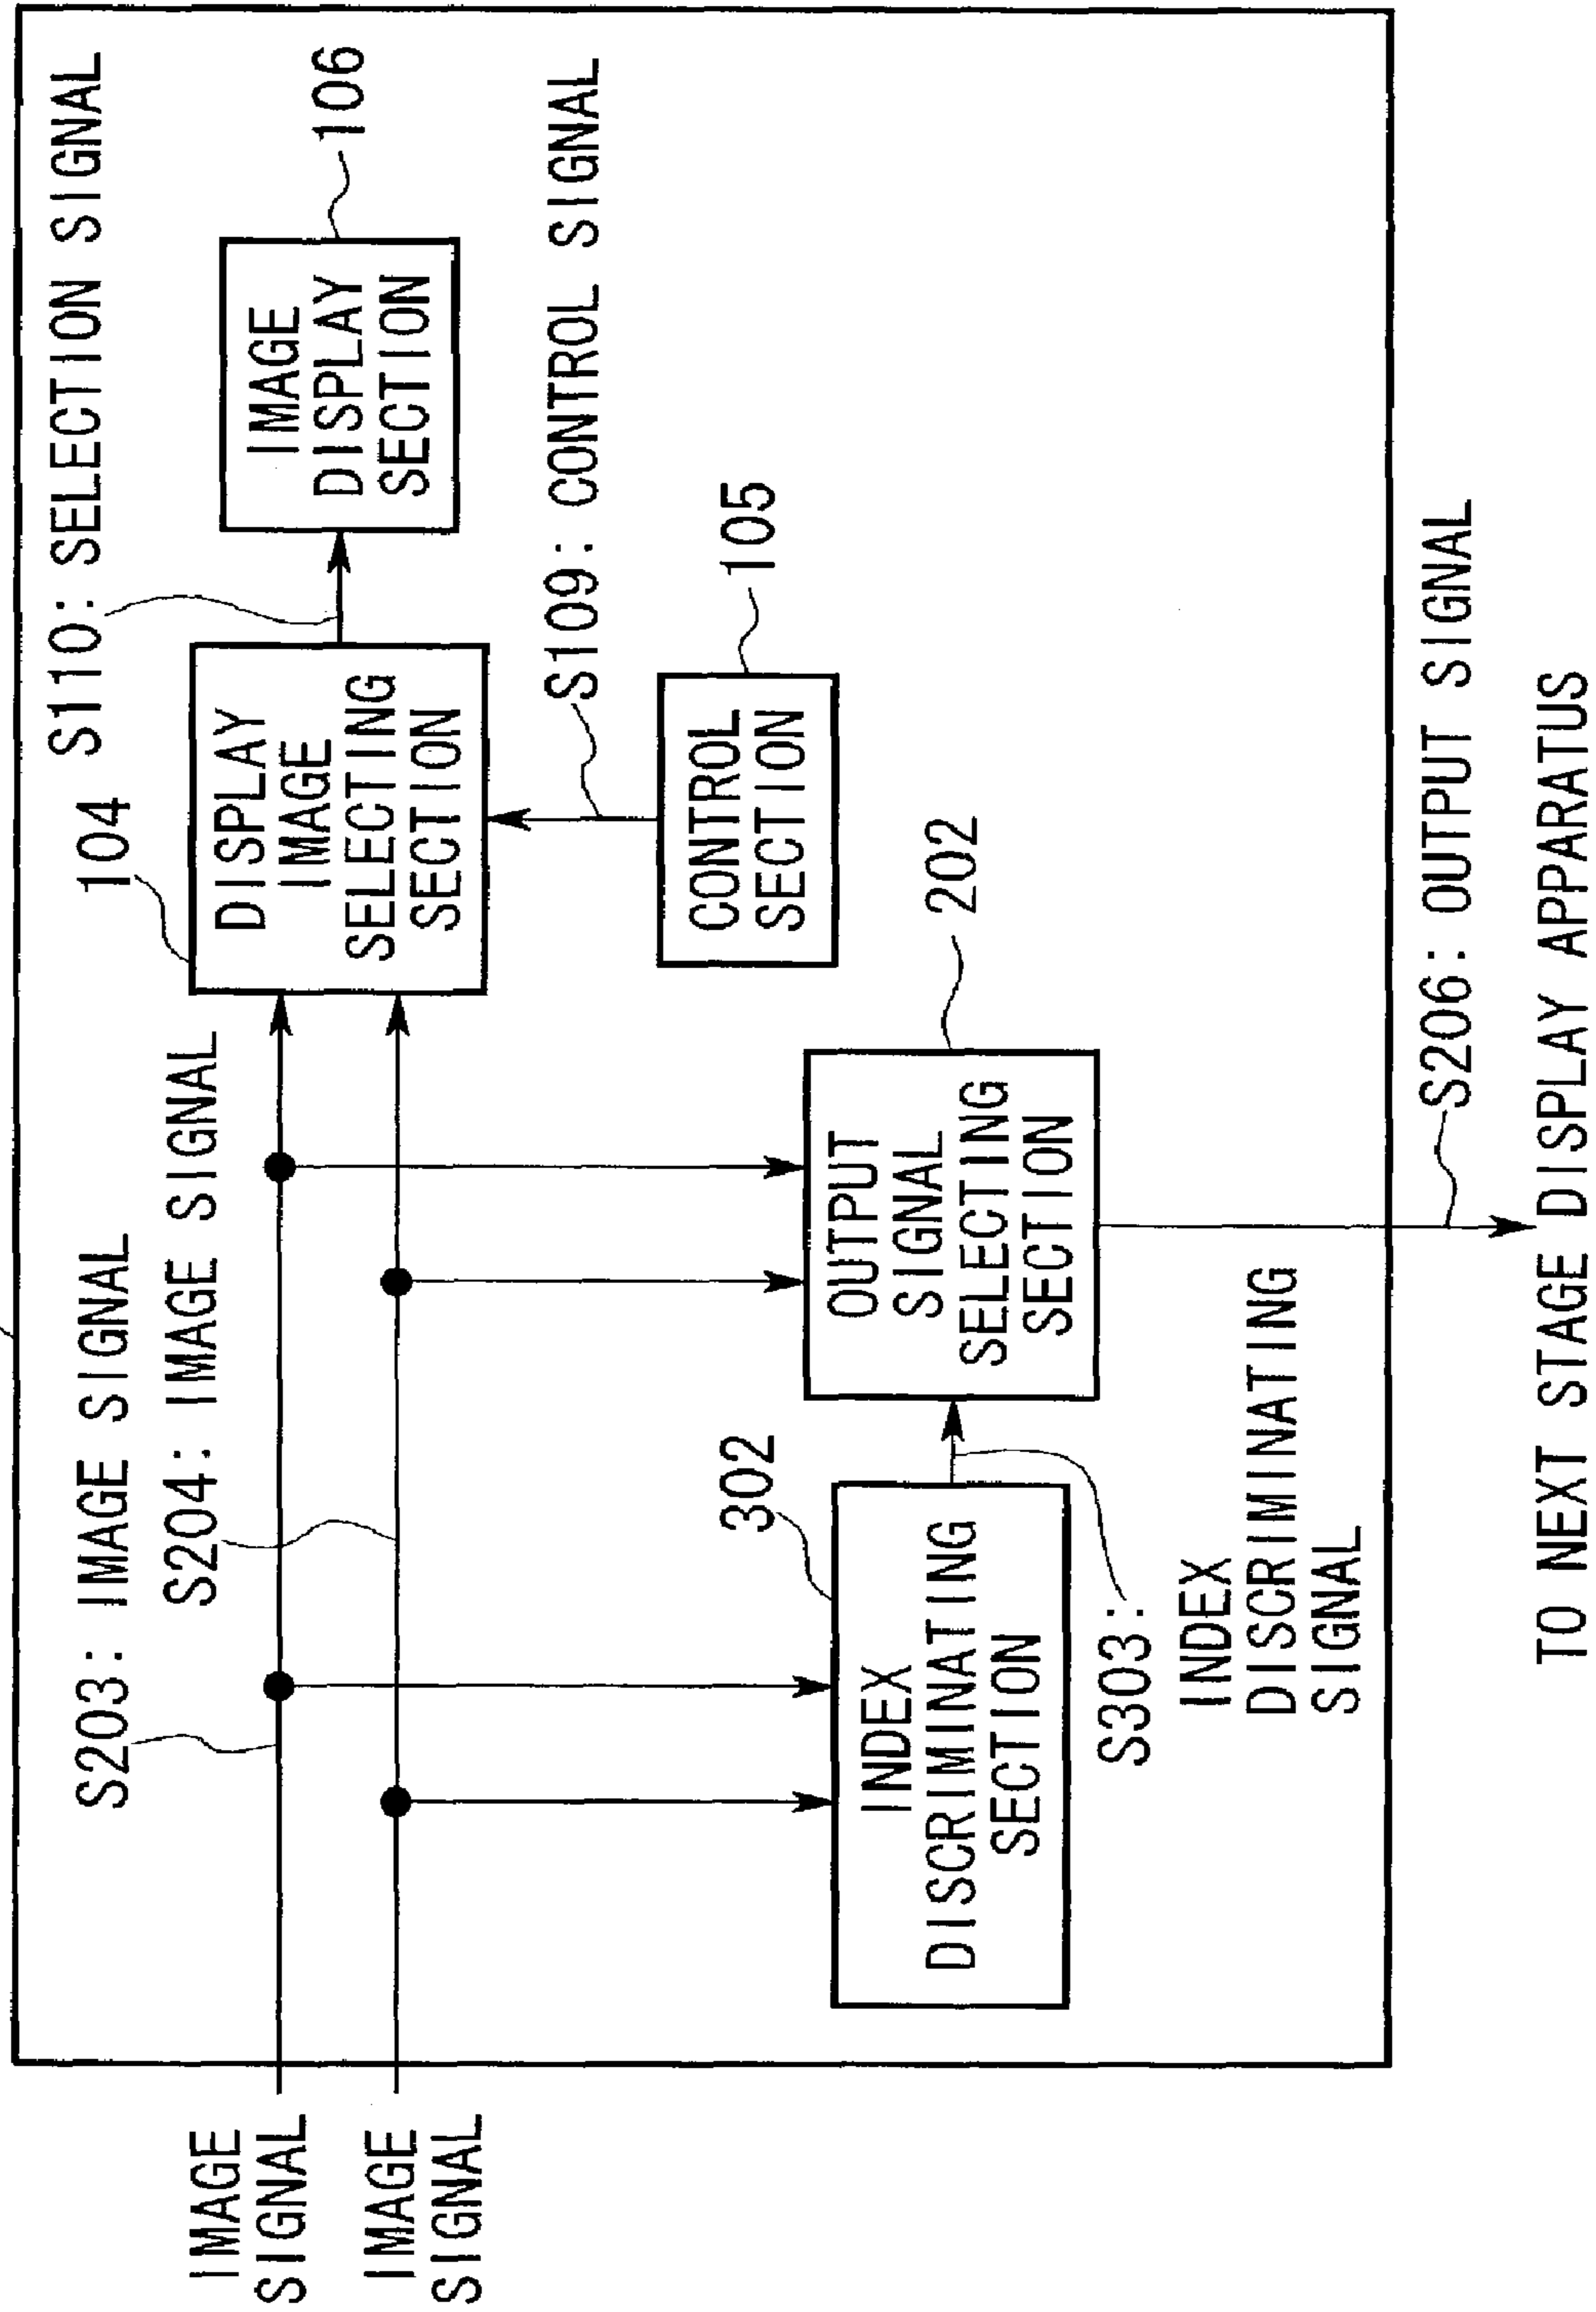 S203: IMAGE SIGNAL
S204: IMAGE SIGNAL
104
S110: SELECTION SIGNAL
106
IMAGE
SIGNAL
IMAGE
SIGNAL
DISPLAY
IMAGE
SELECTING
SECTION
IMAGE
DISPLAY
SECTION
S109: CONTROL SIGNAL
CONTROL
SECTION
105
302
INDEX
DISCRIMINATING
SECTION
OUTPUT
SIGNAL
SELECTING
SECTION
202
S303:
INDEX
DISCRIMINATING
SIGNAL
S206: OUTPUT SIGNAL
TO NEXT STAGE DISPLAY APPARATUS